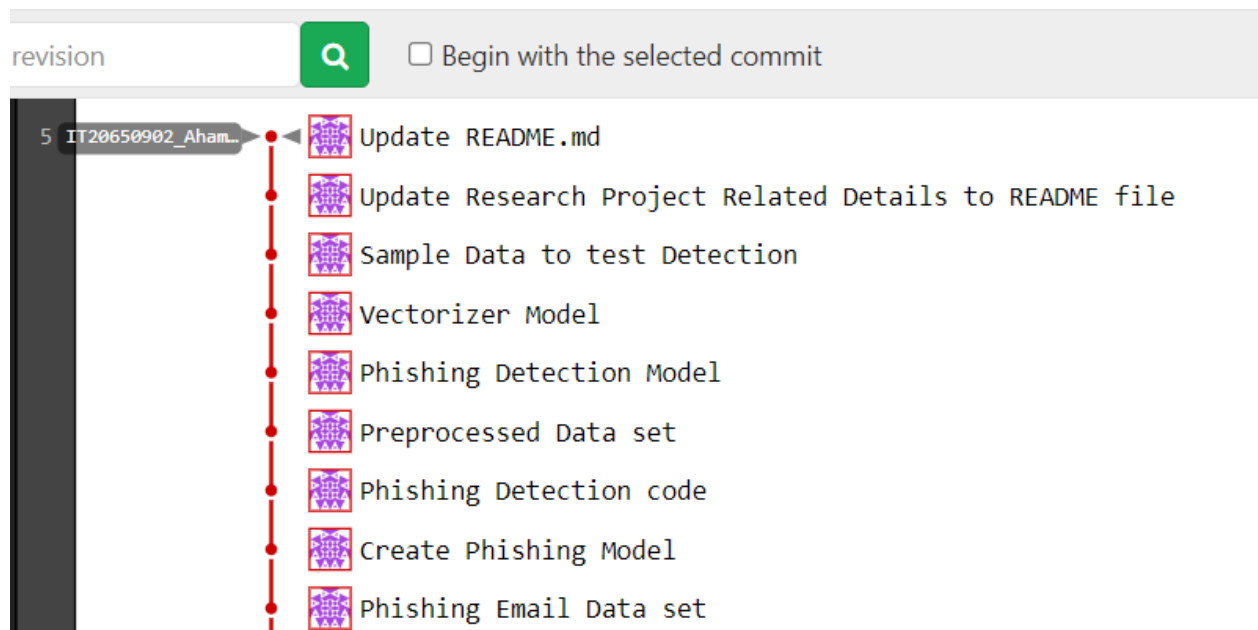 revision
Begin with the selected commit
5 IT20650902_Aham… Update README.md
Update Research Project Related Details to README file
Sample Data to test Detection
Vectorizer Model
Phishing Detection Model
Preprocessed Data set
Phishing Detection code
Create Phishing Model
Phishing Email Data set